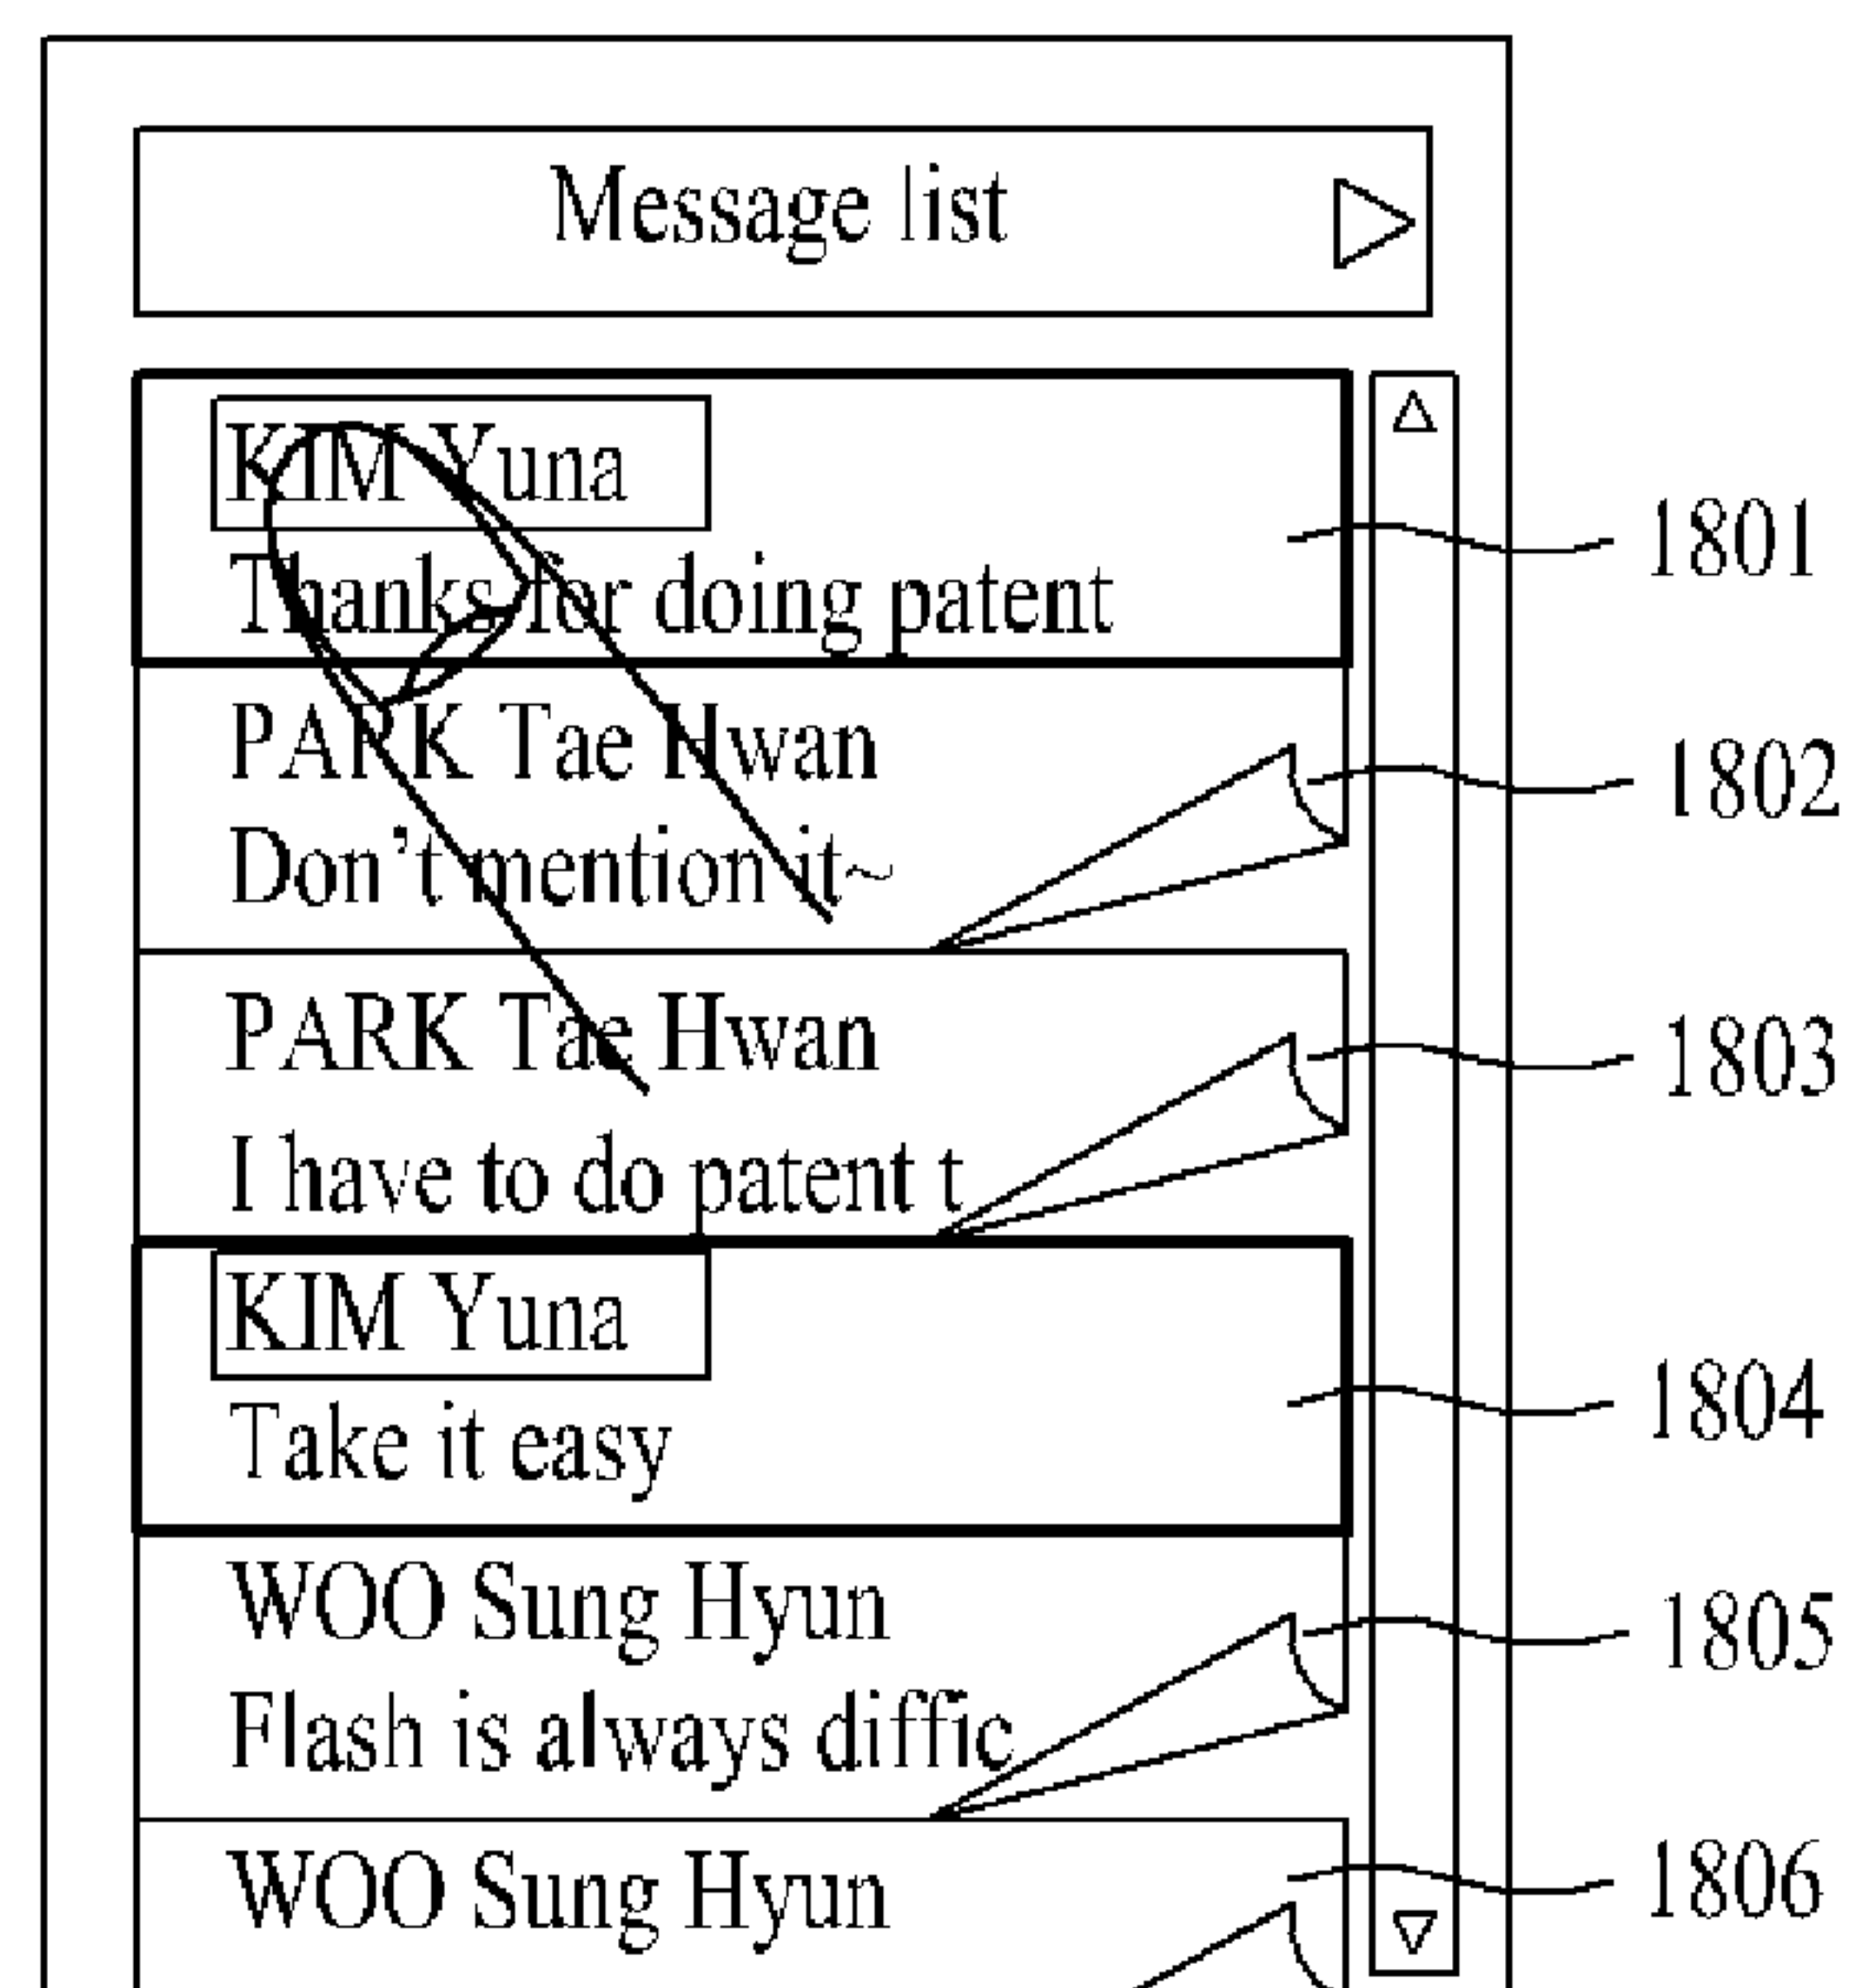 Message list
KIM Yuna
Thanks for doing patent
1801
PARK Tae Hwan
1802
Don't mention it~
PARK Tae Hwan
1803
I have to do patent t
KIM Yuna
1804
Take it easy
WOO Sung Hyun
1805
Flash is always diffic
WOO Sung Hyun
1806